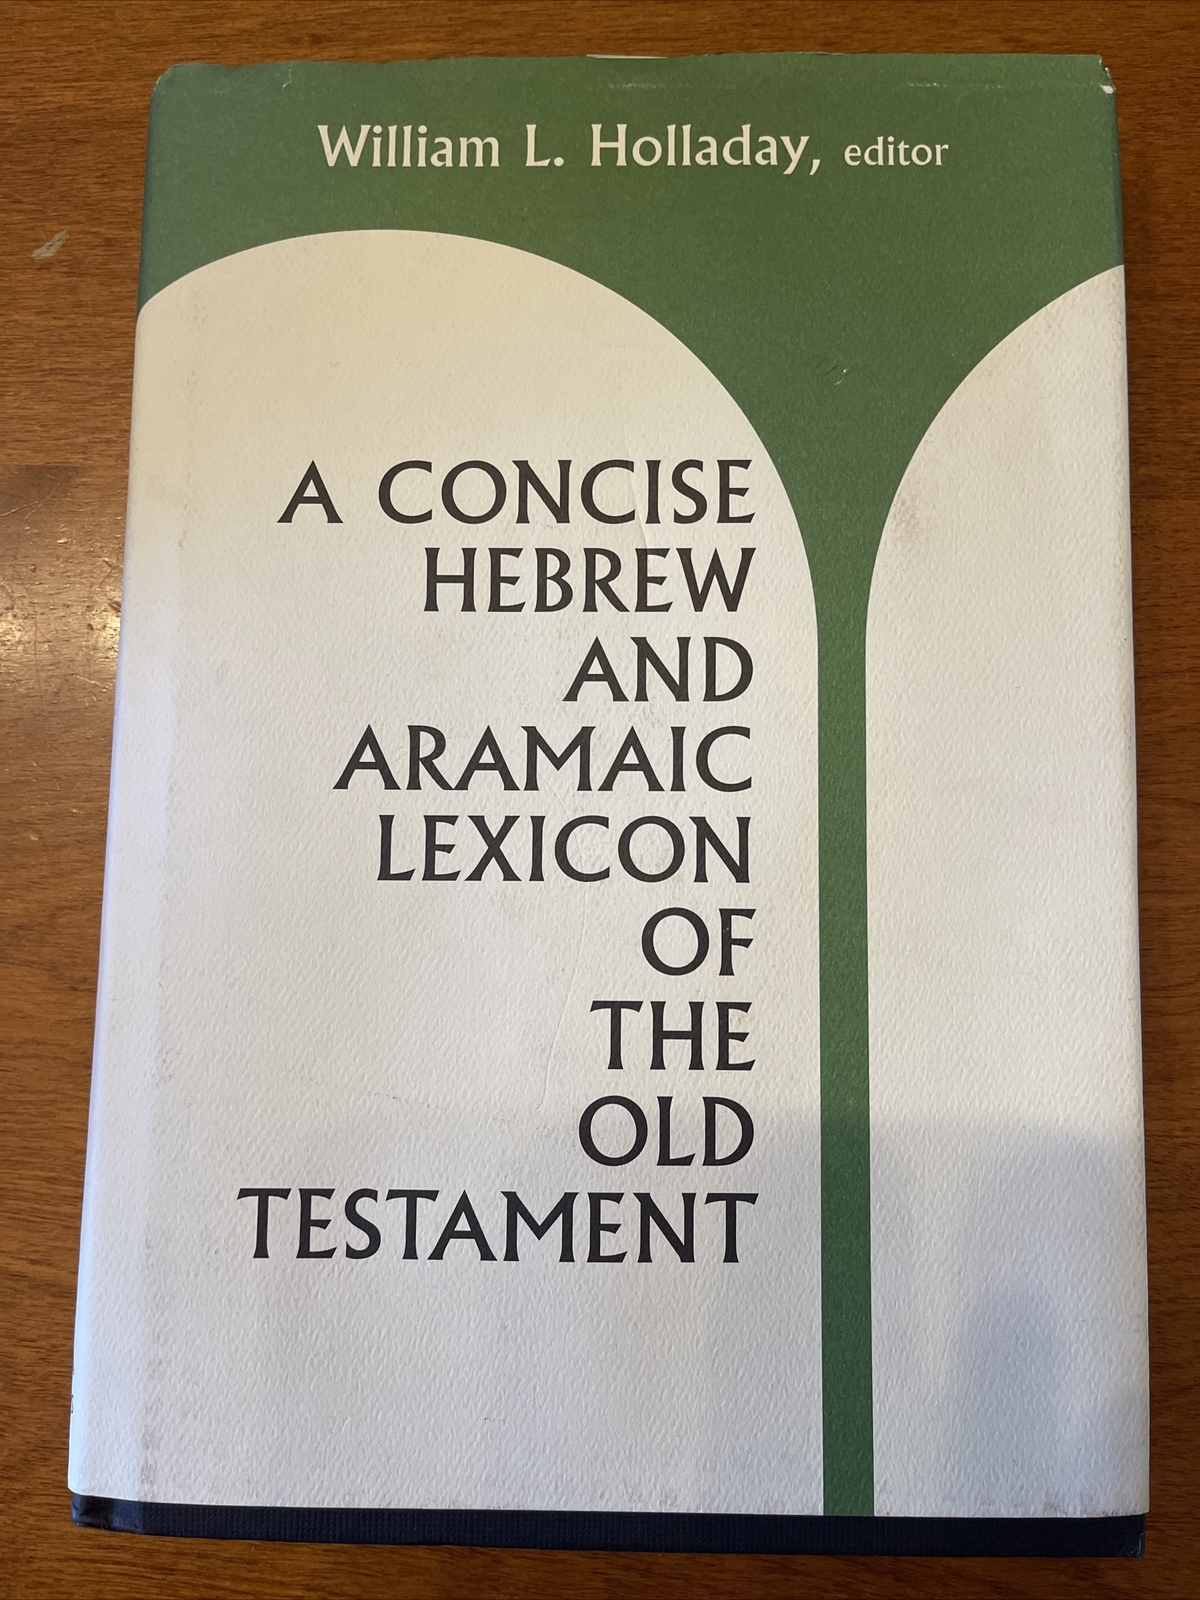 William L. Holladay, editor
A CONCISE
HEBREW
AND
ARAMAIC
LEXICON
OF
THE
OLD
TESTAMENT